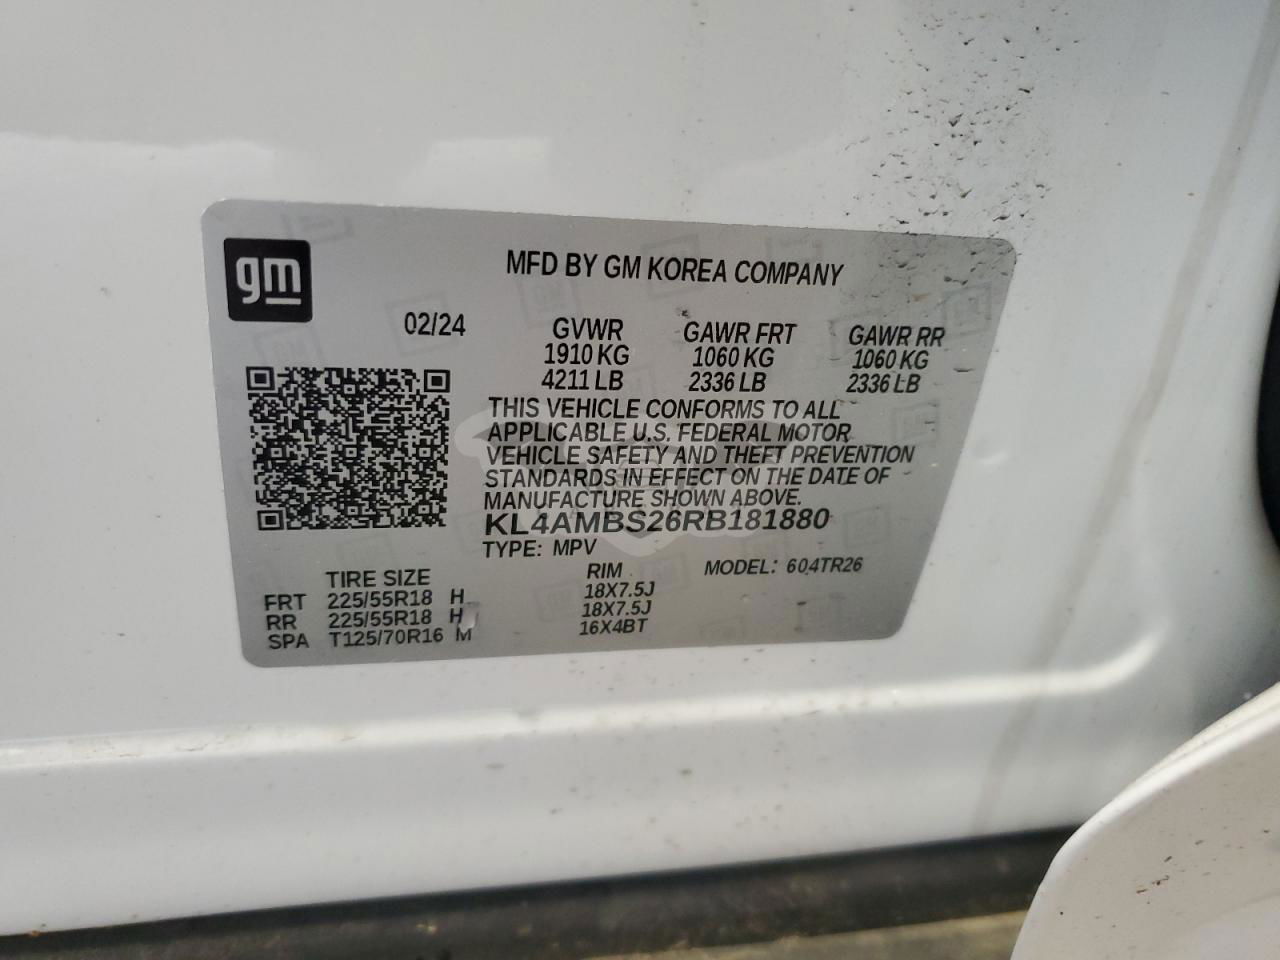 gm
MFD BY GM KOREA COMPANY
02/24 GVWR GAWR FRT GAWR RR
1910 KG 1060 KG 1060 KG
4211 LB 2336 LB 2336 LB
THIS VEHICLE CONFORMS TO ALL
APPLICABLE U.S. FEDERAL MOTOR
VEHICLE SAFETY AND THEFT PREVENTION
STANDARDS IN EFFECT ON THE DATE OF
MANUFACTURE SHOWN ABOVE.
KL4AMBS26RB181880
TYPE: MPV
TIRE SIZE RIM MODEL: 604TR26
FRT 225/55R18 H 18X7.5J
RR 225/55R18 H 18X7.5J
SPA T125/70R16 M 16X4BT